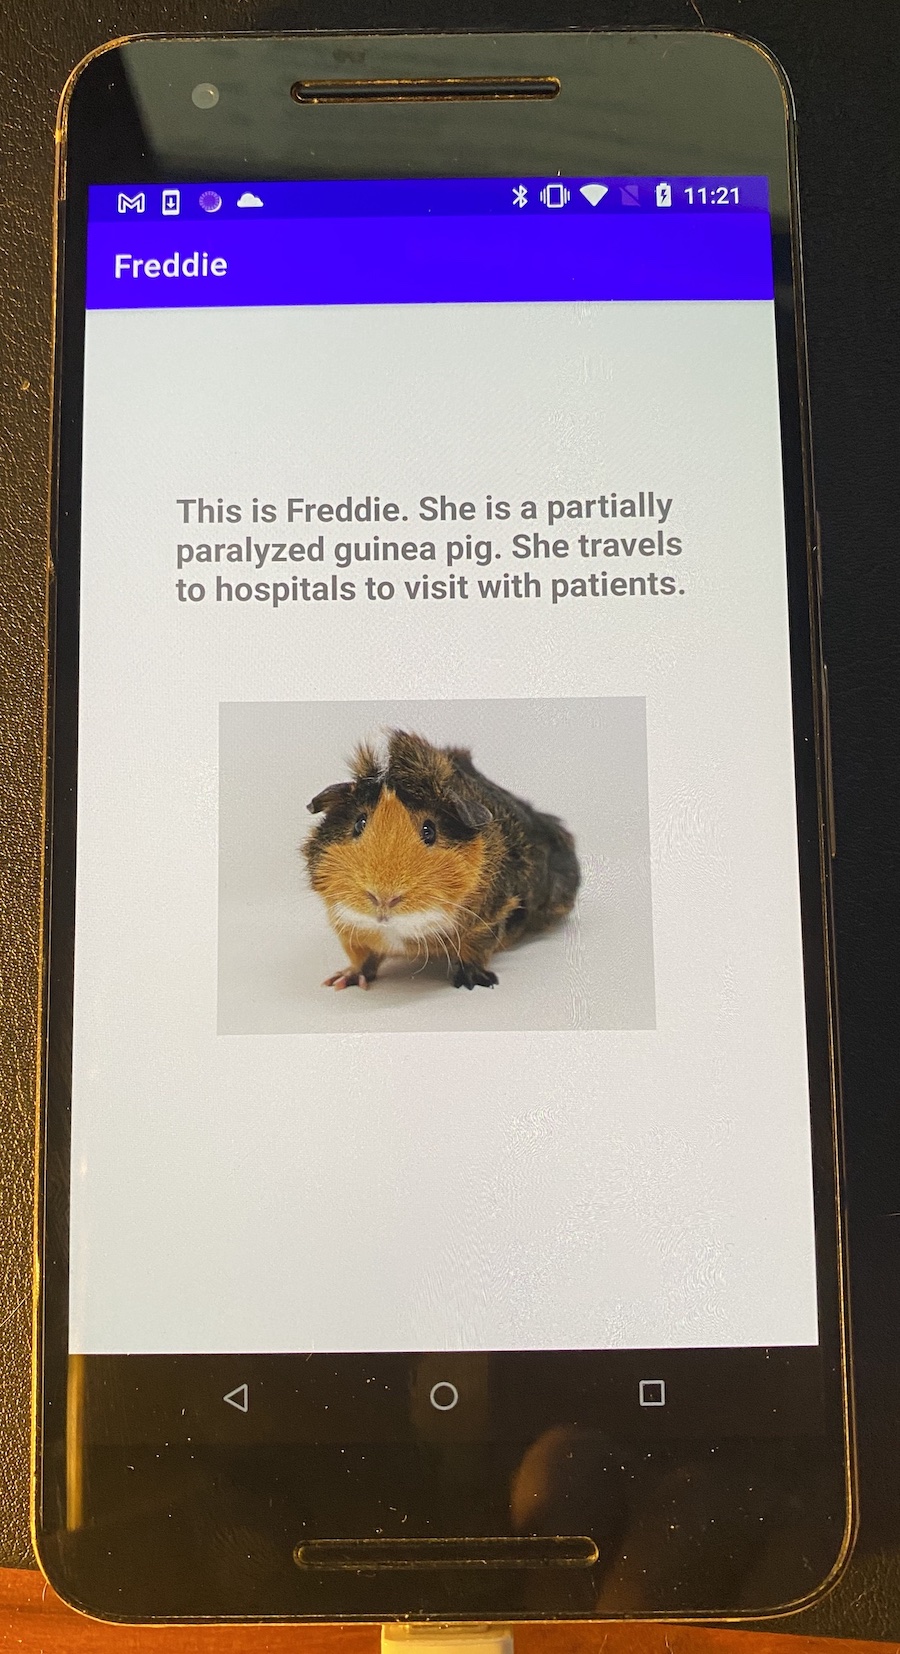 11:21
Freddie
This is Freddie. She is a partially
paralyzed guinea pig. She travels
to hospitals to visit with patients.